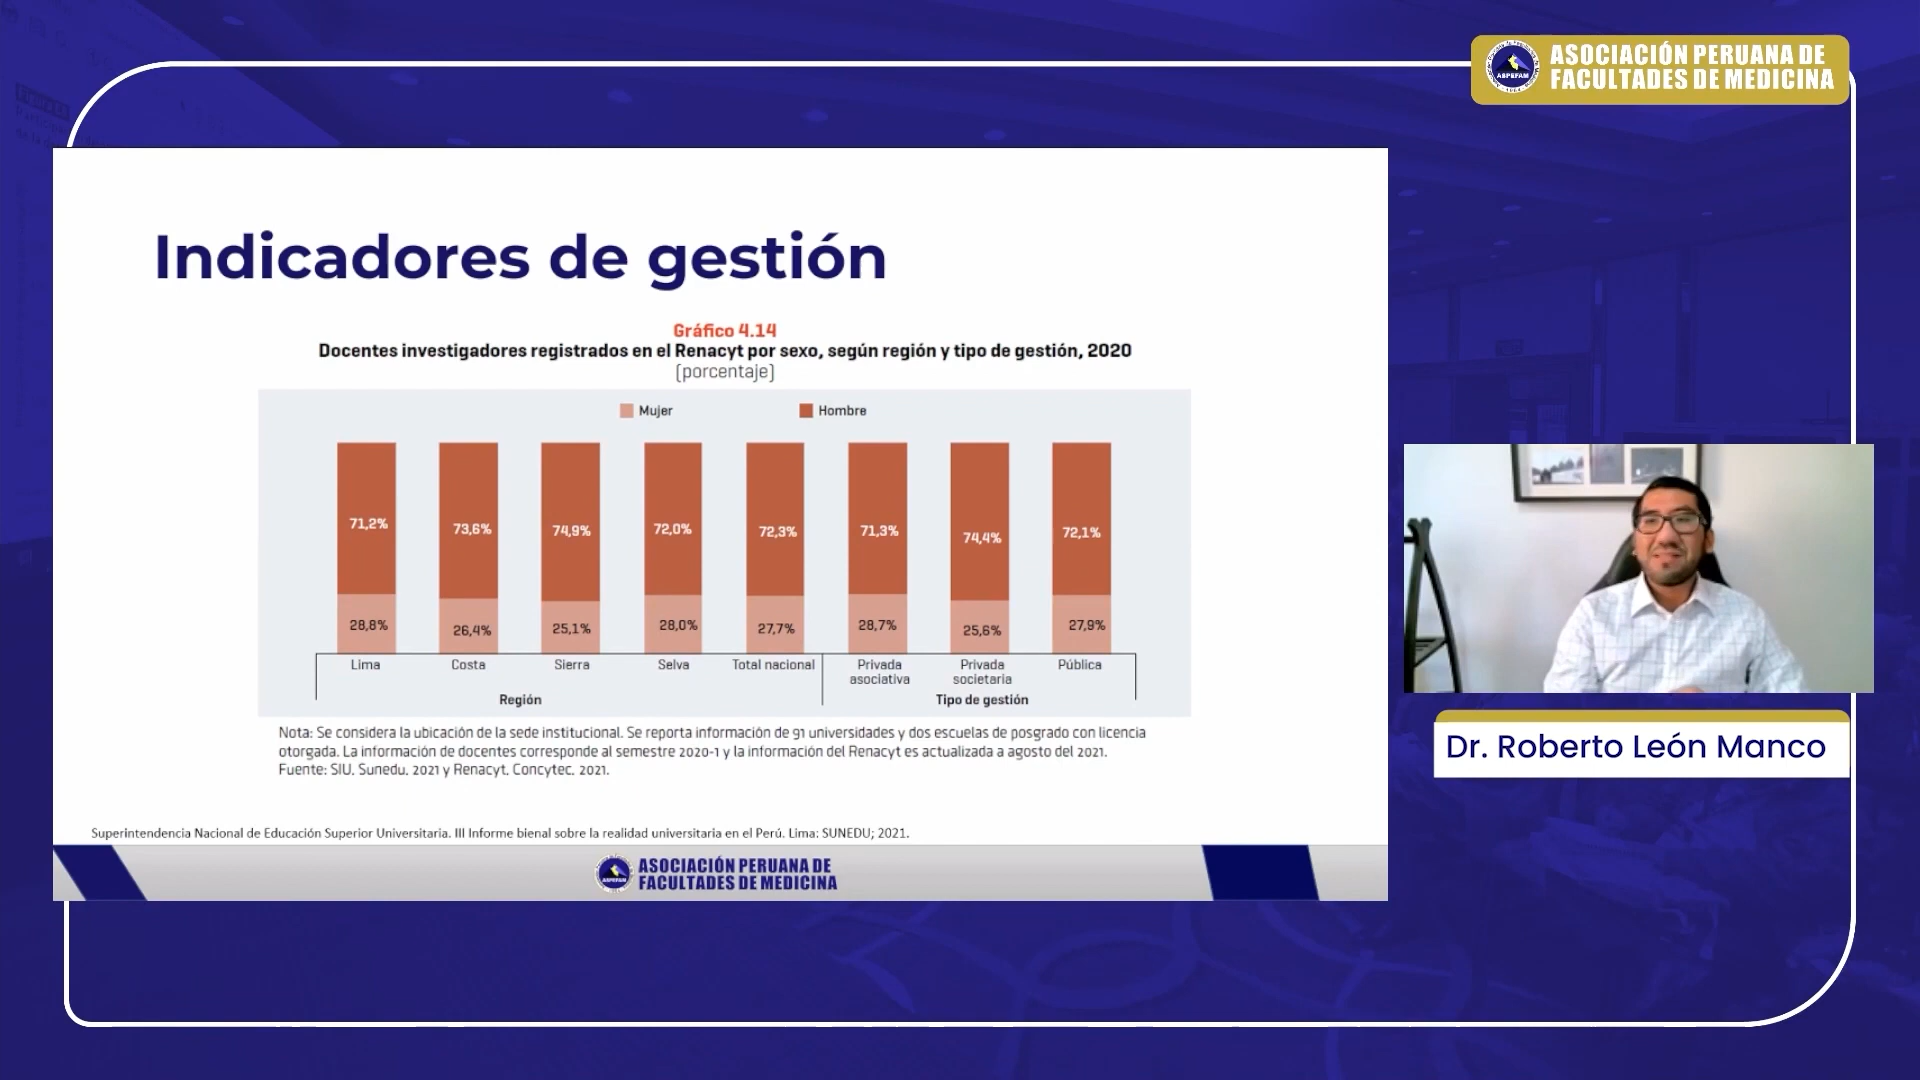 ASOCIACIÓN PERUANA DE
FACULTADES DE MEDICINA
ASPEFAM
Indicadores de gestión
Gráfico 4.14
Docentes investigadores registrados en el Renacyt por sexo, según región y tipo de gestión, 2020
(porcentaje)
Mujer Hombre
71,2% 73,6% 74,9% 72,0% 72,3% 71,3% 74,4% 72,1%
28,8% 26,4% 25,1% 28,0% 27,7% 28,7% 25,6% 27,9%
Lima Costa Sierra Selva Total nacional Privada asociativa Privada societaria Pública
Región Tipo de gestión
Nota: Se considera la ubicación de la sede institucional. Se reporta información de 91 universidades y dos escuelas de posgrado con licencia
otorgada. La información de docentes corresponde al semestre 2020-1 y la información del Renacyt es actualizada a agosto del 2021.
Fuente: SIU, Sunedu, 2021 y Renacyt, Concytec, 2021.
Superintendencia Nacional de Educación Superior Universitaria. III Informe bienal sobre la realidad universitaria en el Perú. Lima: SUNEDU; 2021.
ASPEFAM
ASOCIACIÓN PERUANA DE
FACULTADES DE MEDICINA
Dr. Roberto León Manco